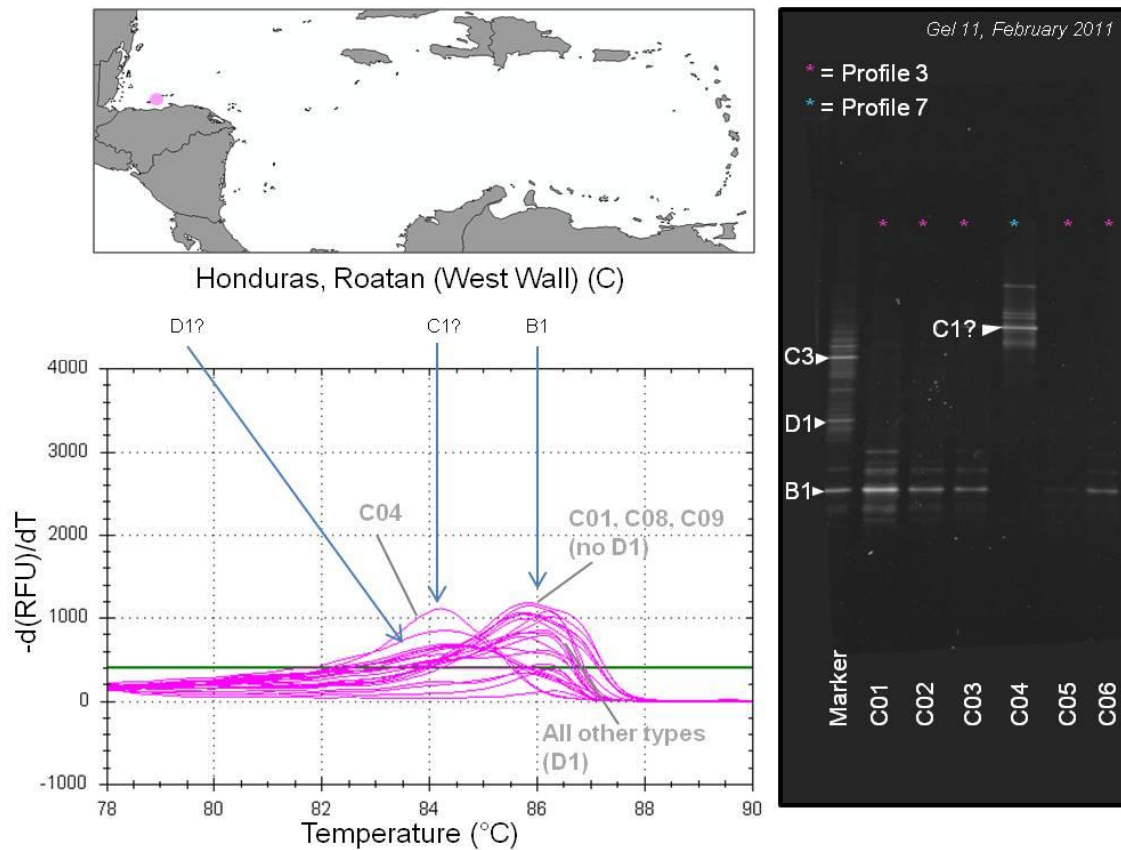 Honduras, Roatan (West Wall) (C)
D1?
C1?
B1
4000
3000
2000
1000
0
-1000
-d(RFU)/dT
C04
C01, C08, C09
(no D1)
All other types
(D1)
78
80
82
84
86
88
90
Temperature (°C)
Gel 11, February 2011
* = Profile 3
* = Profile 7
* * * * * *
C1?
C3
D1
B1
Marker
C01
C02
C03
C04
C05
C06